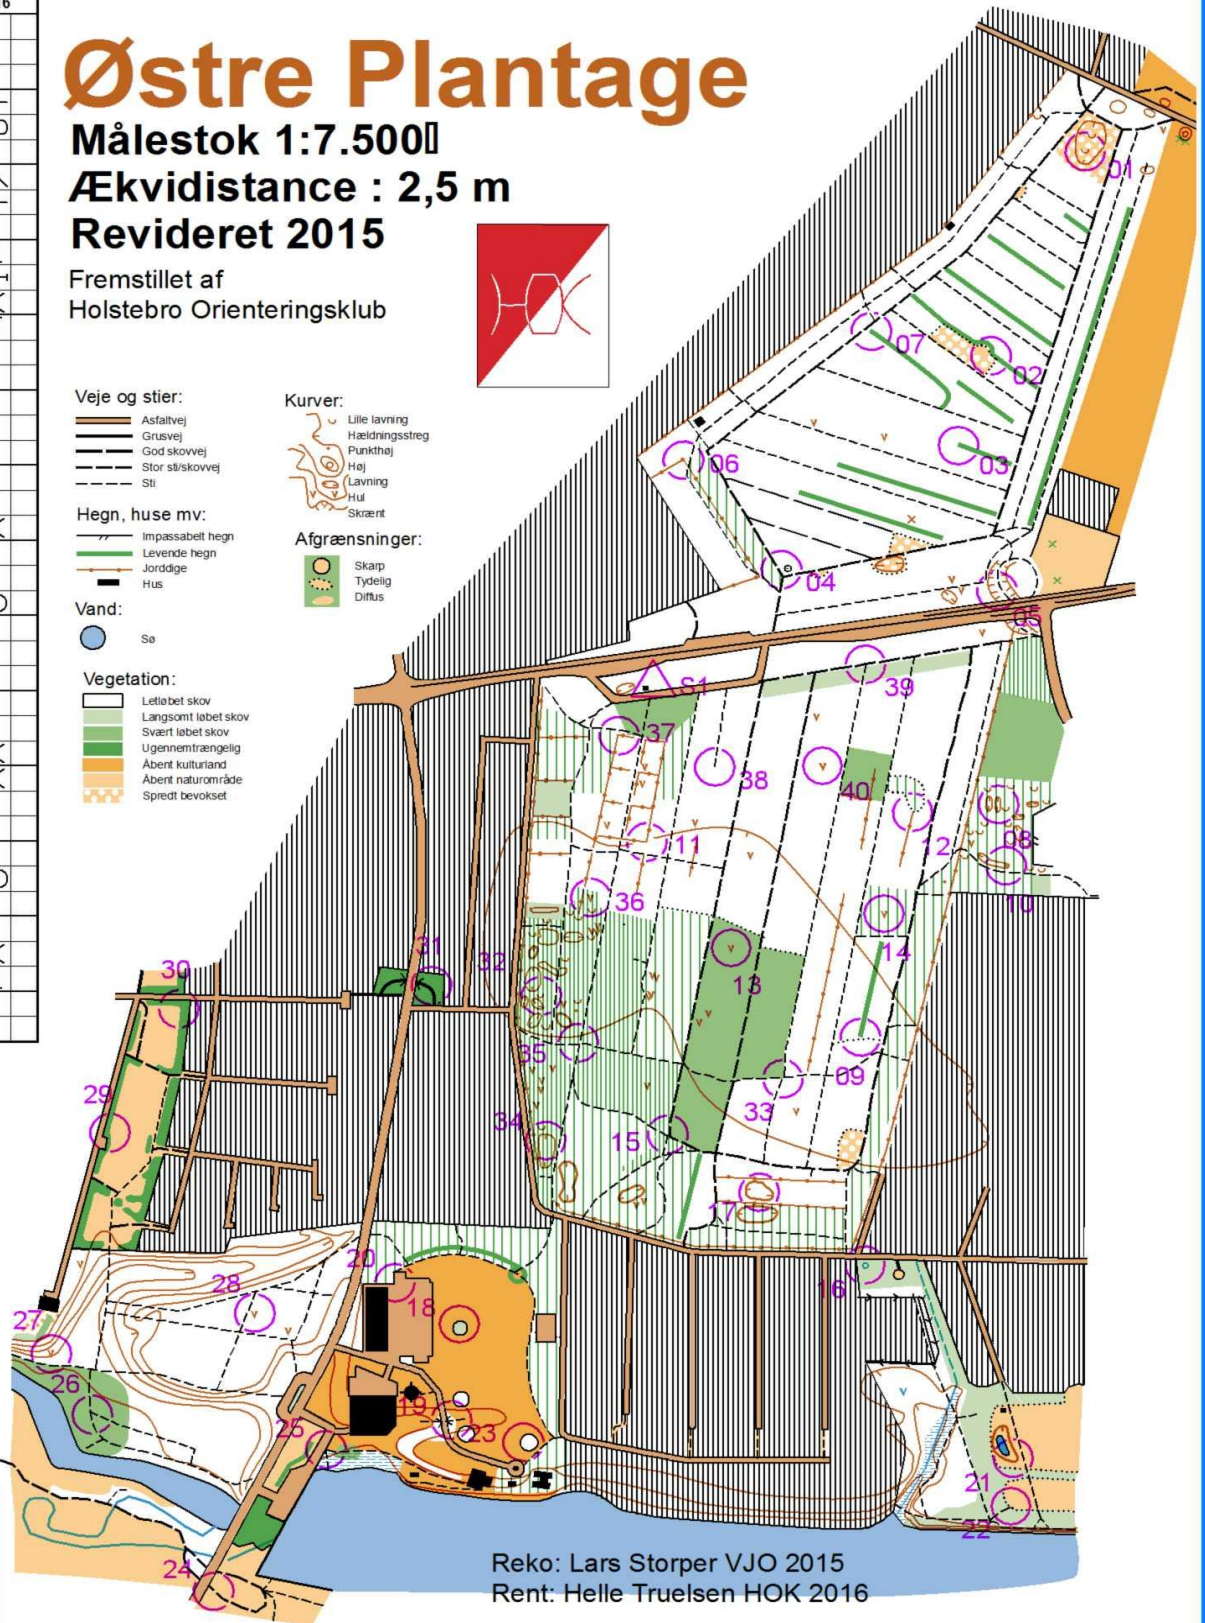 Østre Plantage
Målestok 1:7.500
Ækvidistance : 2,5 m
Revideret 2015
Fremstillet af
Holstebro Orienteringsklub
HOK
Veje og stier:
Asfaltvej
Grusvej
God skovvej
Stor sti/skovvej
Sti
Hegn, huse mv:
Impassabelt hegn
Levende hegn
Jorddige
Hus
Vand:
Sø
Kurver:
Lille lavning
Hældningsstreg
Punkthøj
Høj
Lavning
Hul
Skrænt
Afgrænsninger:
Skarp
Tydelig
Diffus
Vegetation:
Letløbet skov
Langsomt løbet skov
Svært løbet skov
Ugennemtrængelig
Åbent kulturland
Åbent naturområde
Spredt bevokset
01
07
02
03
06
04
05
S1
39
37
38
40
12
08
11
10
36
14
31
32
30
13
35
09
29
33
34
15
17
20
16
28
18
27
26
19
25
23
21
22
24
Reko: Lars Storper VJO 2015
Rent: Helle Truelsen HOK 2016